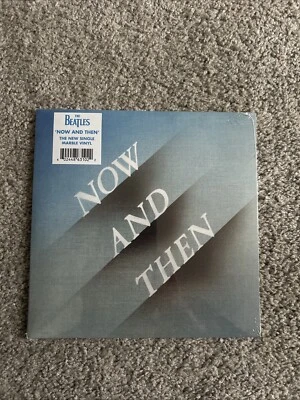 THE
BEATLES
'NOW AND THEN'
THE NEW SINGLE
MARBLE VINYL
NOW
AND
THEN